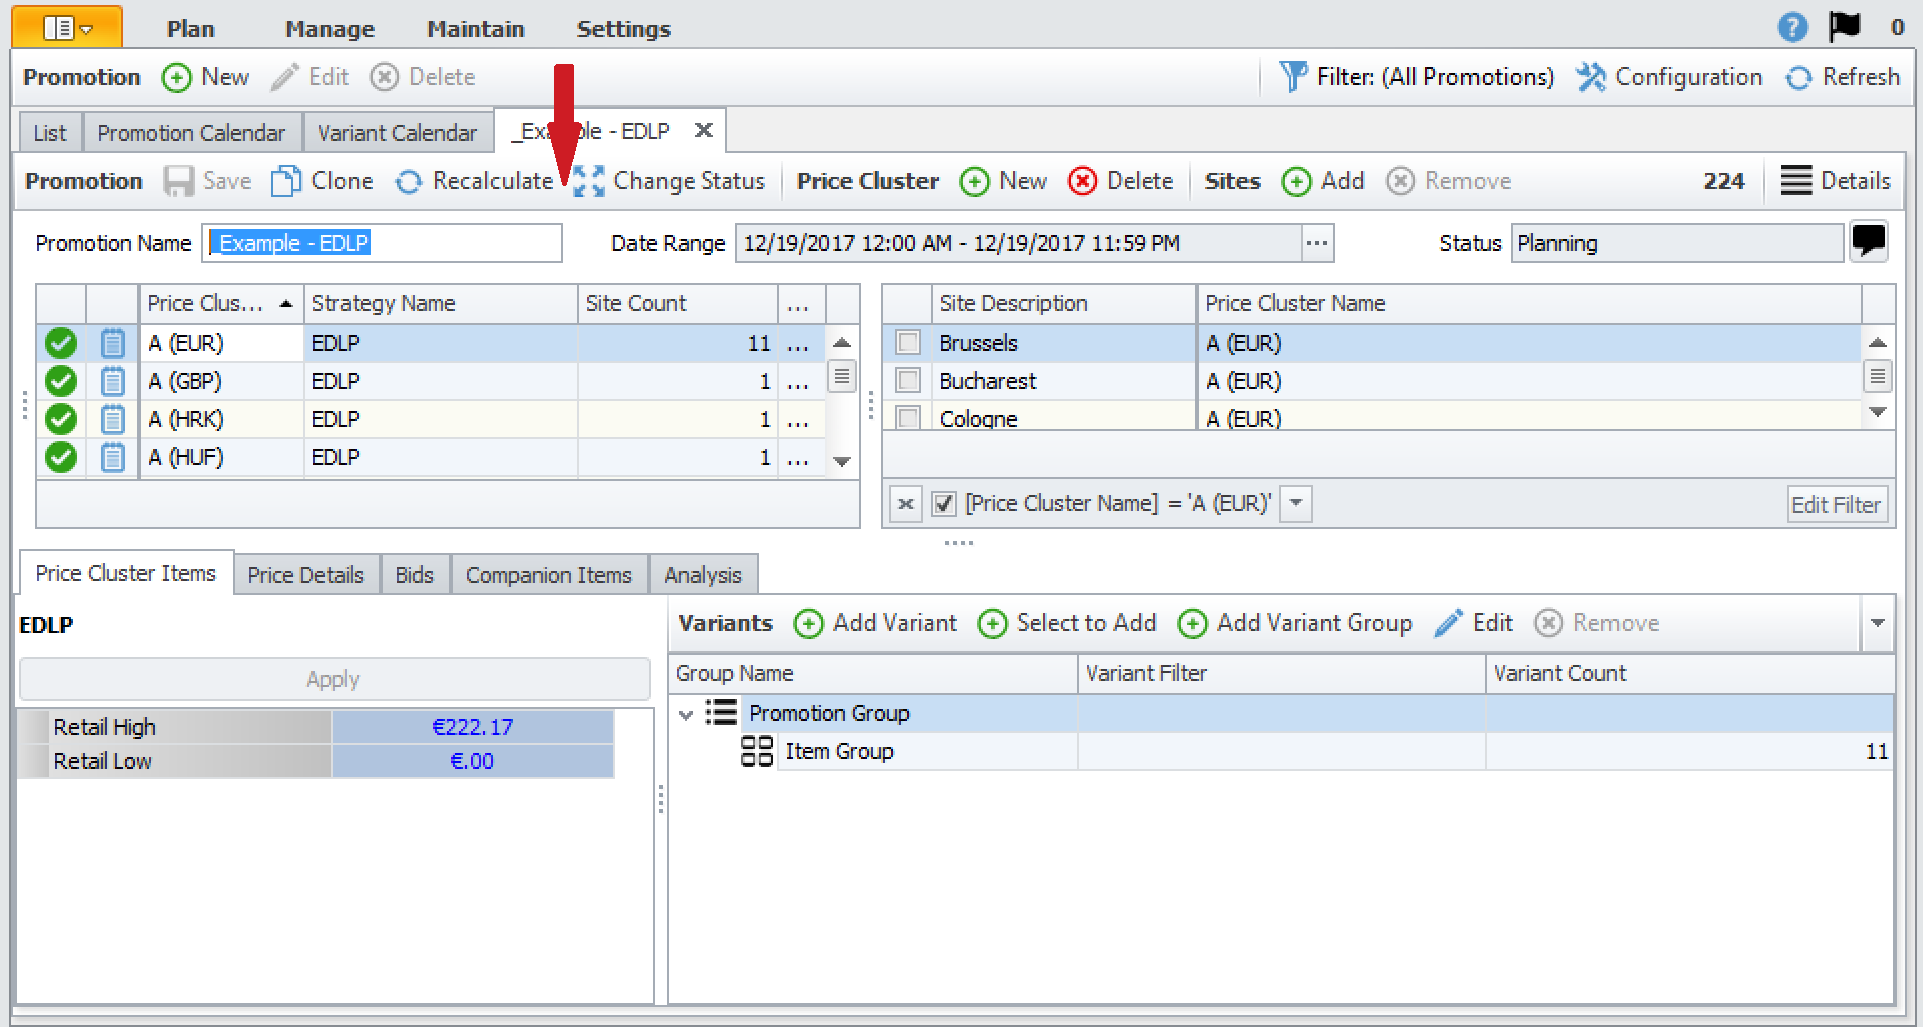 Plan Manage Maintain Settings ? 0
Promotion New Edit Delete Filter: (All Promotions) Configuration Refresh
List Promotion Calendar Variant Calendar _Example - EDLP
Promotion Save Clone Recalculate Change Status Price Cluster New Delete Sites Add Remove 224 Details
Promotion Name _Example - EDLP Date Range 12/19/2017 12:00 AM - 12/19/2017 11:59 PM ... Status Planning
Price Clus... Strategy Name Site Count ... Site Description Price Cluster Name
A (EUR) EDLP 11 ... Brussels A (EUR)
A (GBP) EDLP 1 ... Bucharest A (EUR)
A (HRK) EDLP 1 ... Cologne A (EUR)
A (HUF) EDLP 1 ...
[Price Cluster Name] = 'A (EUR)' Edit Filter
Price Cluster Items Price Details Bids Companion Items Analysis
EDLP Variants Add Variant Select to Add Add Variant Group Edit Remove
Apply Group Name Variant Filter Variant Count
Retail High €222.17 Promotion Group
Retail Low €.00 Item Group 11